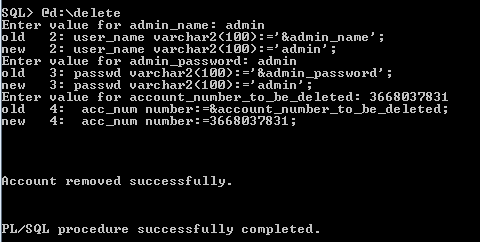 SQL> @d:\delete
Enter value for admin_name: admin
old   2: user_name varchar2(100):='&admin_name';
new   2: user_name varchar2(100):='admin';
Enter value for admin_password: admin
old   3: passwd varchar2(100):='&admin_password';
new   3: passwd varchar2(100):='admin';
Enter value for account_number_to_be_deleted: 3668037831
old   4:  acc_num number:=&account_number_to_be_deleted;
new   4:  acc_num number:=3668037831;
Account removed successfully.
PL/SQL procedure successfully completed.